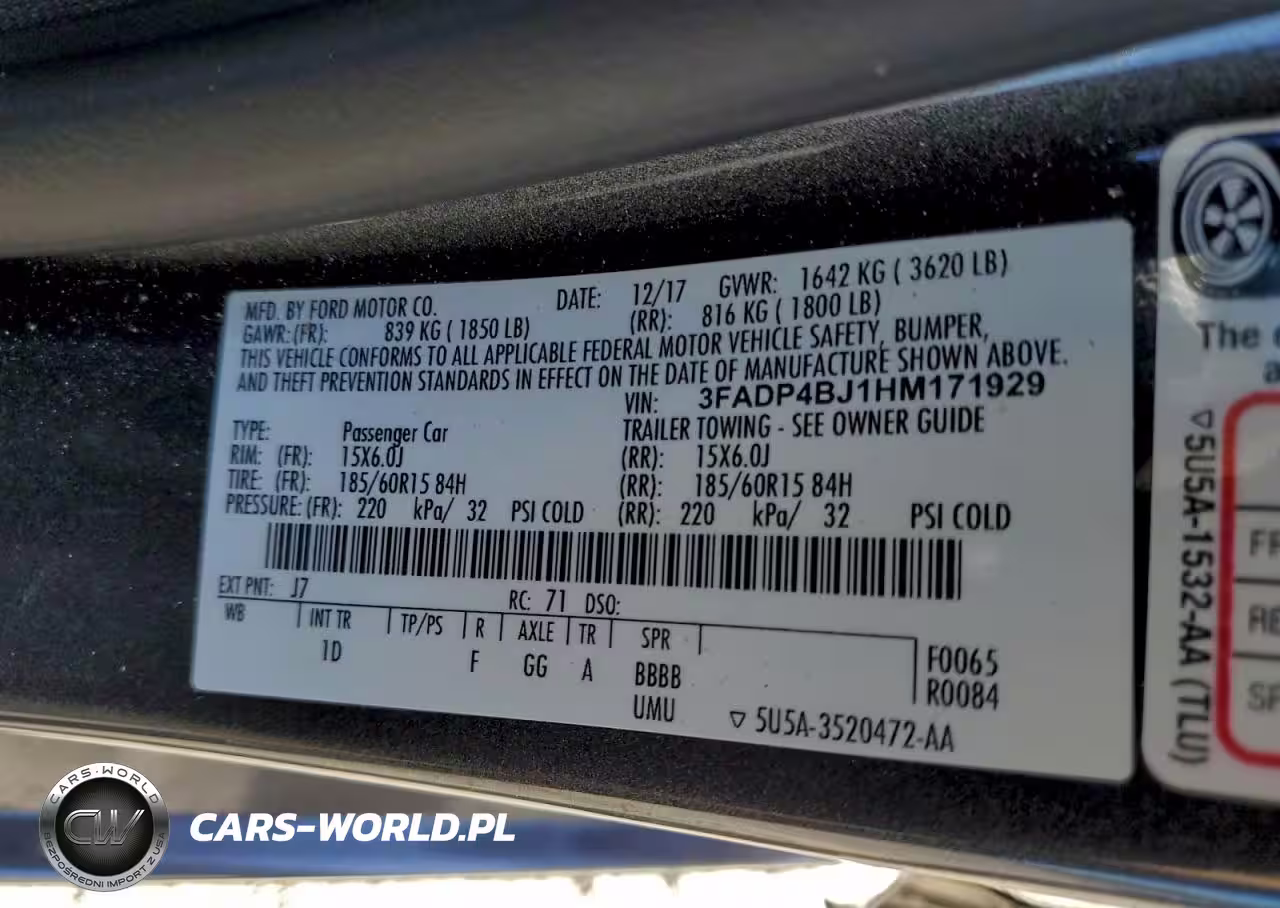 MFD. BY FORD MOTOR CO. DATE: 12/17 GVWR: 1642 KG ( 3620 LB)
GAWR:(FR): 839 KG ( 1850 LB) (RR): 816 KG ( 1800 LB)
THIS VEHICLE CONFORMS TO ALL APPLICABLE FEDERAL MOTOR VEHICLE SAFETY, BUMPER,
AND THEFT PREVENTION STANDARDS IN EFFECT ON THE DATE OF MANUFACTURE SHOWN ABOVE.
VIN: 3FADP4BJ1HM171929
TYPE: Passenger Car TRAILER TOWING - SEE OWNER GUIDE
RIM: (FR): 15X6.0J (RR): 15X6.0J
TIRE: (FR): 185/60R15 84H (RR): 185/60R15 84H
PRESSURE:(FR): 220 kPa/ 32 PSI COLD (RR): 220 kPa/ 32 PSI COLD
EXT PNT: J7 RC: 71 DSO:
WB INT TR TP/PS R AXLE TR SPR
1D F GG A BBBB F0065
UMU R0084
▽ 5U5A-3520472-AA
The
▽5U5A-1532-AA (TLU)
CARS-WORLD
CW
BEZPOŚREDNI IMPORT Z USA
CARS-WORLD.PL